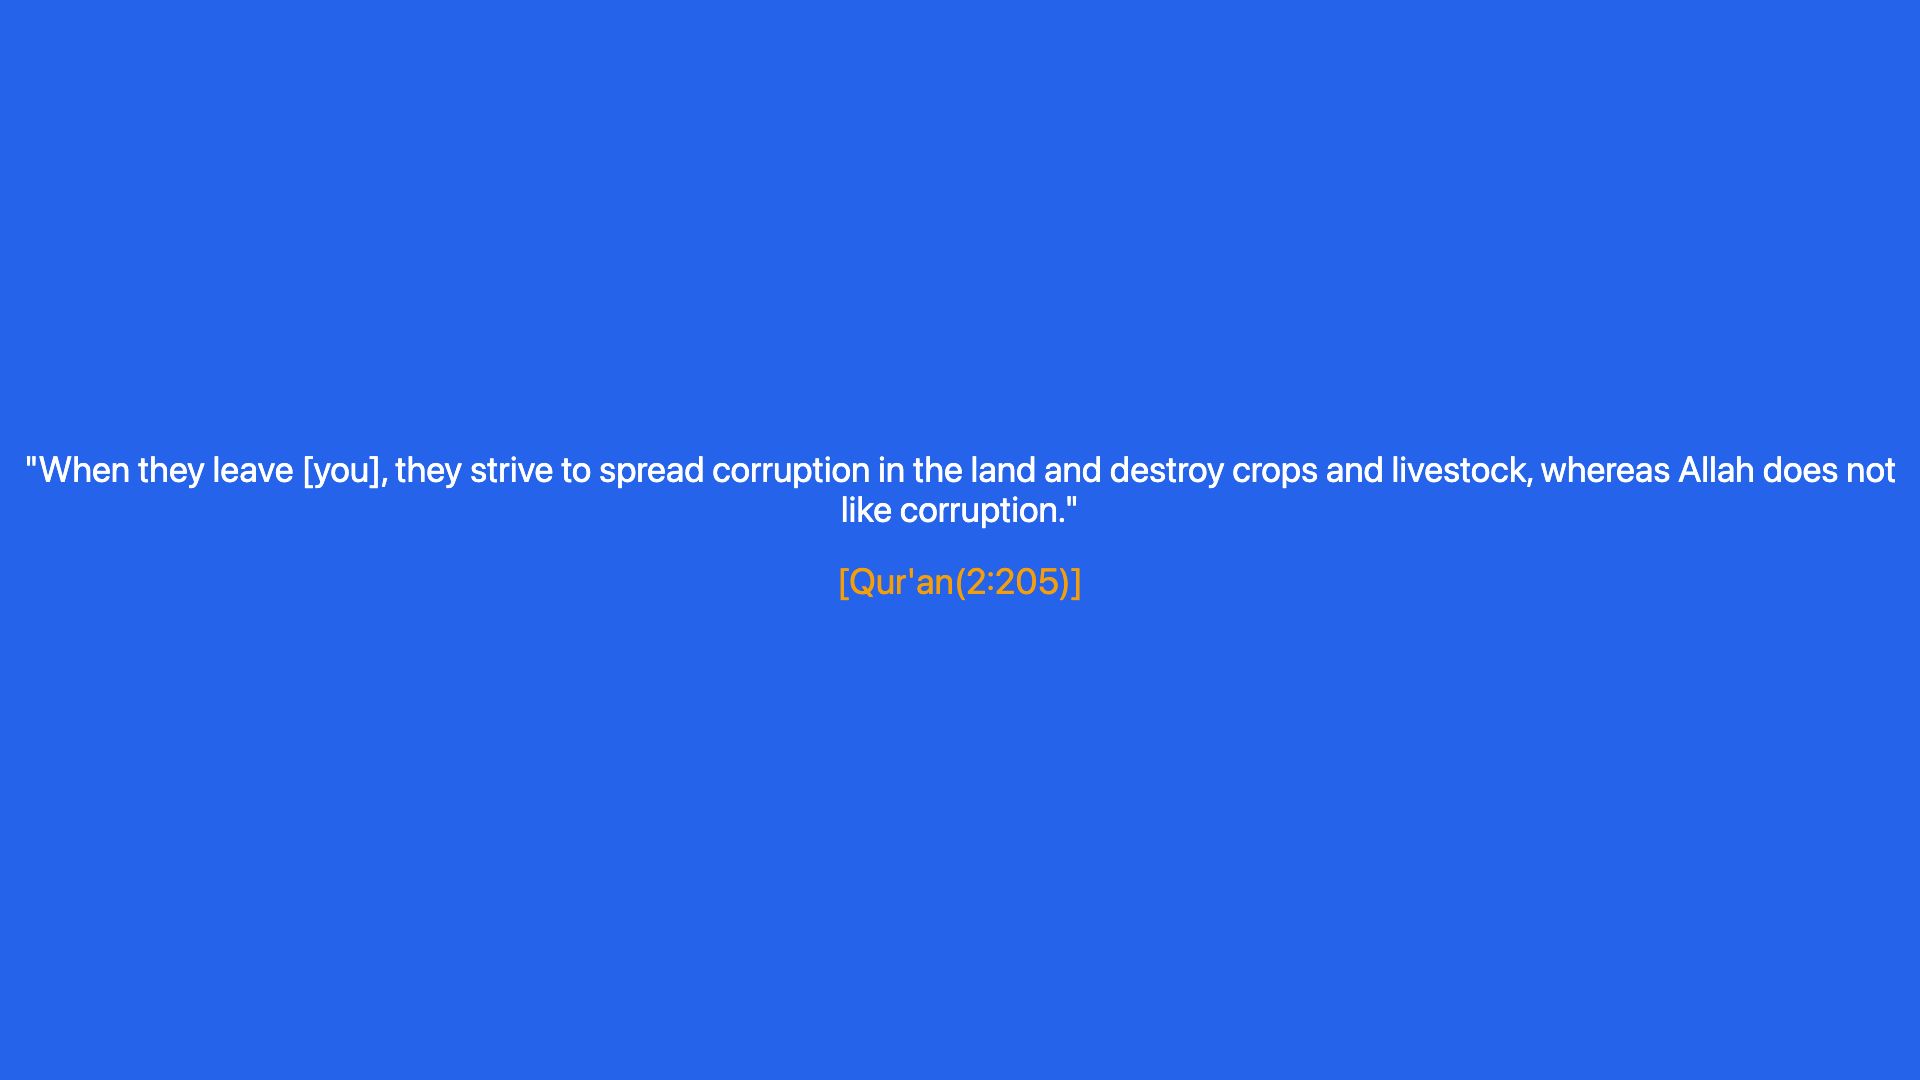 "When they leave [you], they strive to spread corruption in the land and destroy crops and livestock, whereas Allah does not
like corruption."
[Qur'an(2:205)]